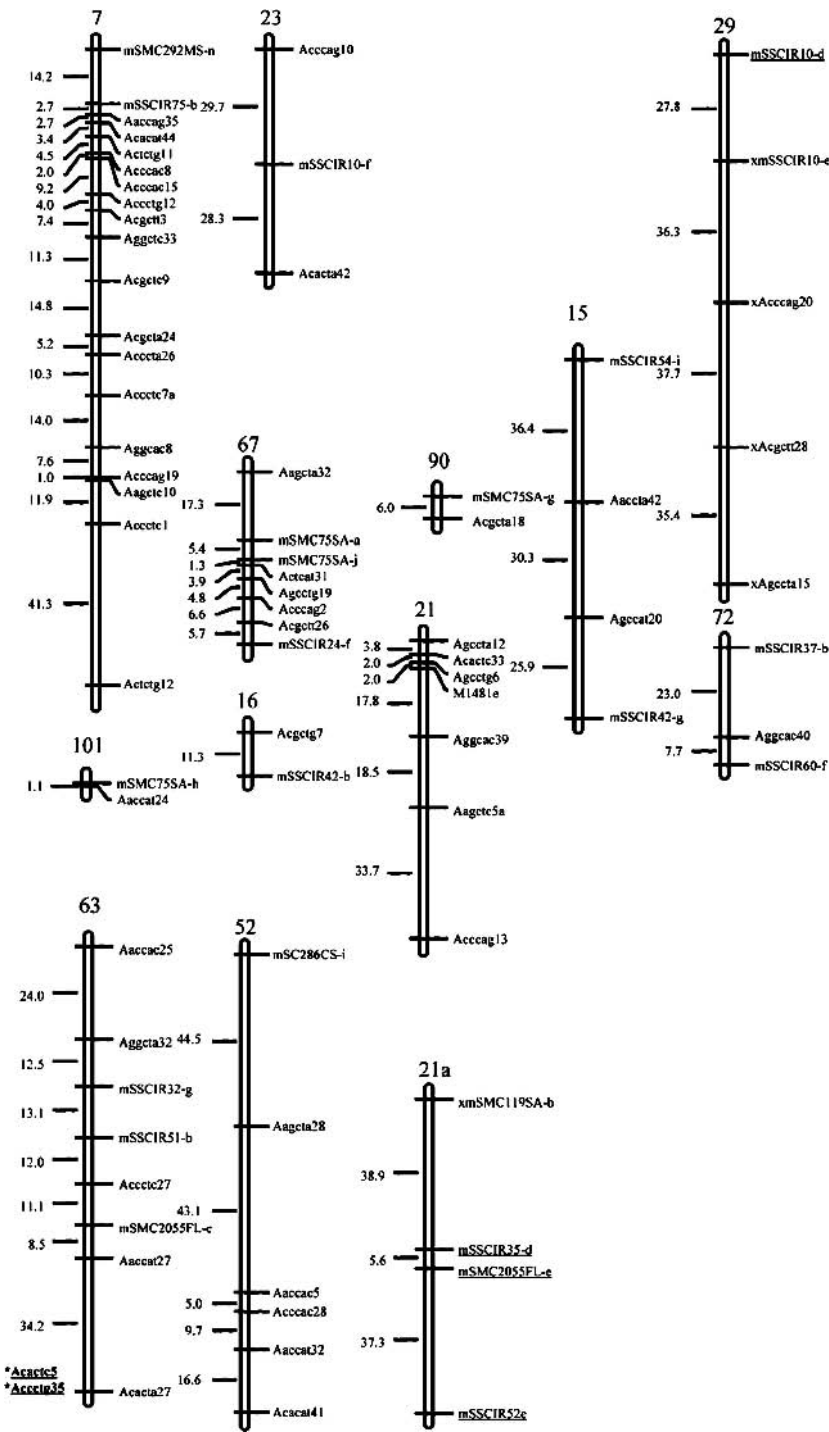 7
mSMC292MS-n
14.2
mSSCIR75-b
2.7
Aaccag35
2.7
Acacat44
3.4
Actctg11
4.5
Acccac8
2.0
Acccac15
9.2
Accctg12
4.0
Acgctt3
7.4
Aggctc33
11.3
Acgctc9
14.8
Acgcta24
5.2
Acccta26
10.3
Accctc7a
14.0
Aggcac8
7.6
Acccag19
1.0
Aagctc10
11.9
Accctc1
41.3
Actctg12
23
Acccag10
29.7
mSSCIR10-f
28.3
Acacta42
29
mSSCIR10-d
27.8
xmSSCIR10-e
36.3
xAcccag20
37.7
xAcgctt28
35.4
xAgccta15
15
mSSCIR54-i
36.4
Aaccta42
30.3
Agccat20
25.9
mSSCIR42-g
67
Aagcta32
17.3
mSMC75SA-a
5.4
mSMC75SA-j
1.3
Actcat31
3.9
Agcctg19
4.8
Acccag2
6.6
Acgctt26
5.7
mSSCIR24-f
90
mSMC75SA-g
6.0
Acgcta18
21
Agccta12
3.8
Acactc33
2.0
Agcctg6
2.0
M1481e
17.8
Aggcac39
18.5
Aagctc5a
33.7
Acccag13
72
mSSCIR37-b
23.0
Aggcac40
7.7
mSSCIR60-f
16
Acgctg7
11.3
mSSCIR42-b
101
mSMC75SA-h
1.1
Aaccat24
63
Aaccac25
24.0
Aggcta32
12.5
mSSCIR32-g
13.1
mSSCIR51-b
12.0
Accctc27
11.1
mSMC2055FL-c
8.5
Aaccat27
34.2
*Acactc5
*Accctg35
Acacta27
52
mSC286CS-i
44.5
Aagcta28
43.1
Aaccac5
5.0
Acccac28
9.7
Aaccat32
16.6
Acacat41
21a
xmSMC119SA-b
38.9
mSSCIR35-d
5.6
mSMC2055FL-e
37.3
mSSCIR52c